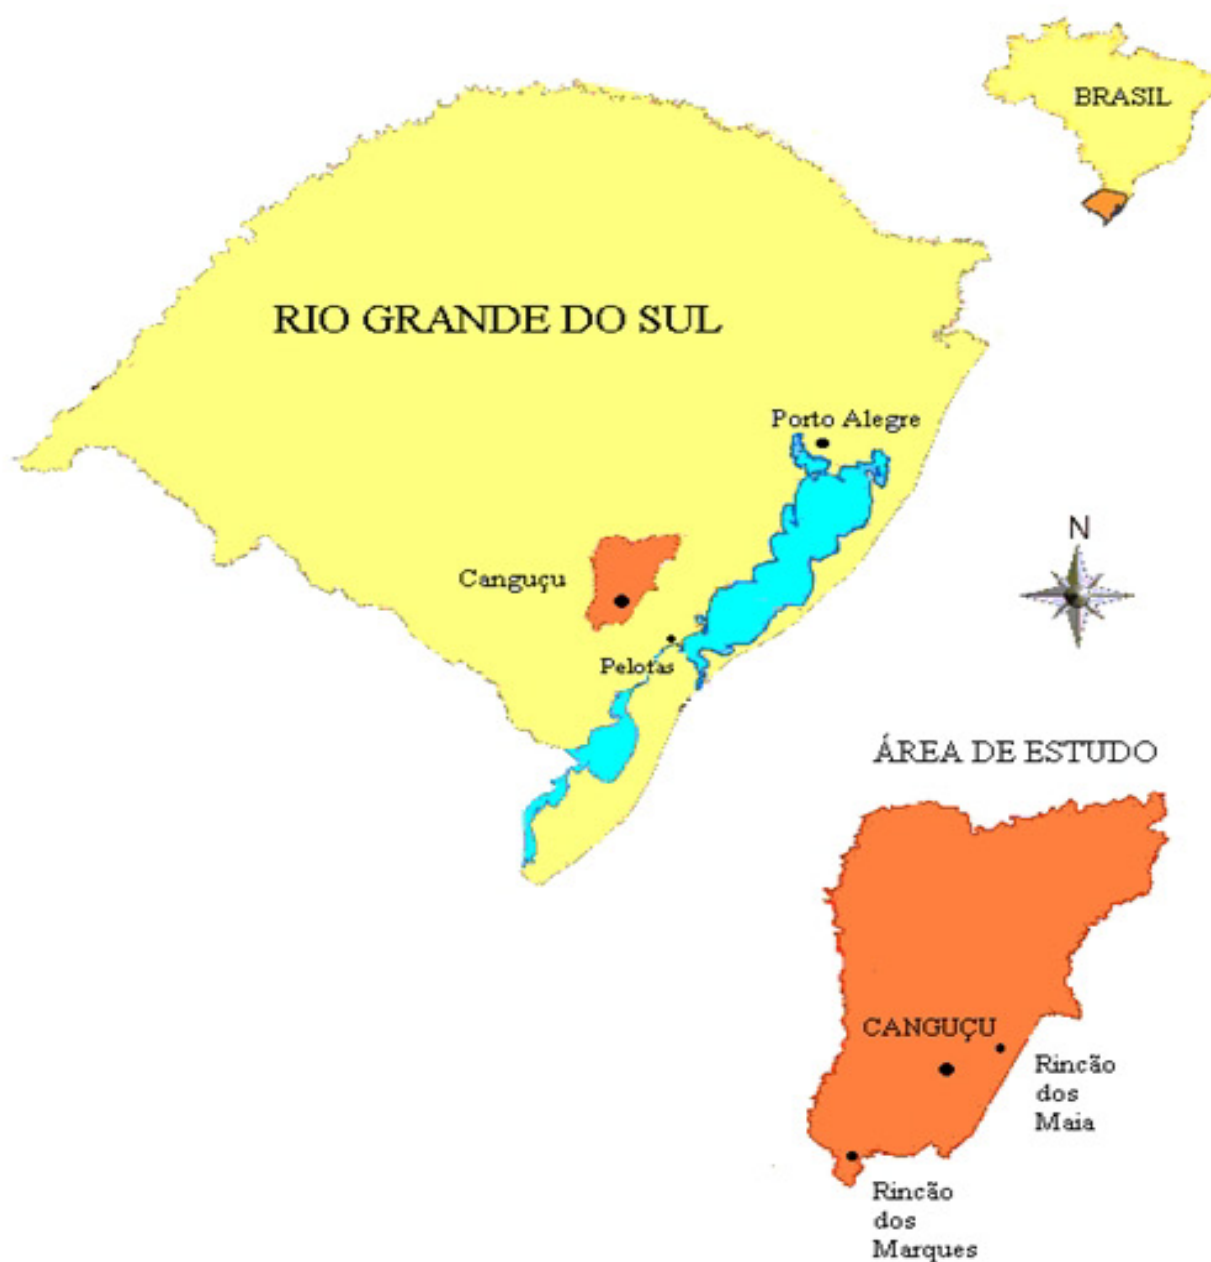 BRASIL
RIO GRANDE DO SUL
Porto Alegre
N
Canguçu
Pelotas
ÁREA DE ESTUDO
CANGUÇU
Rincão
dos
Maia
Rincão
dos
Marques